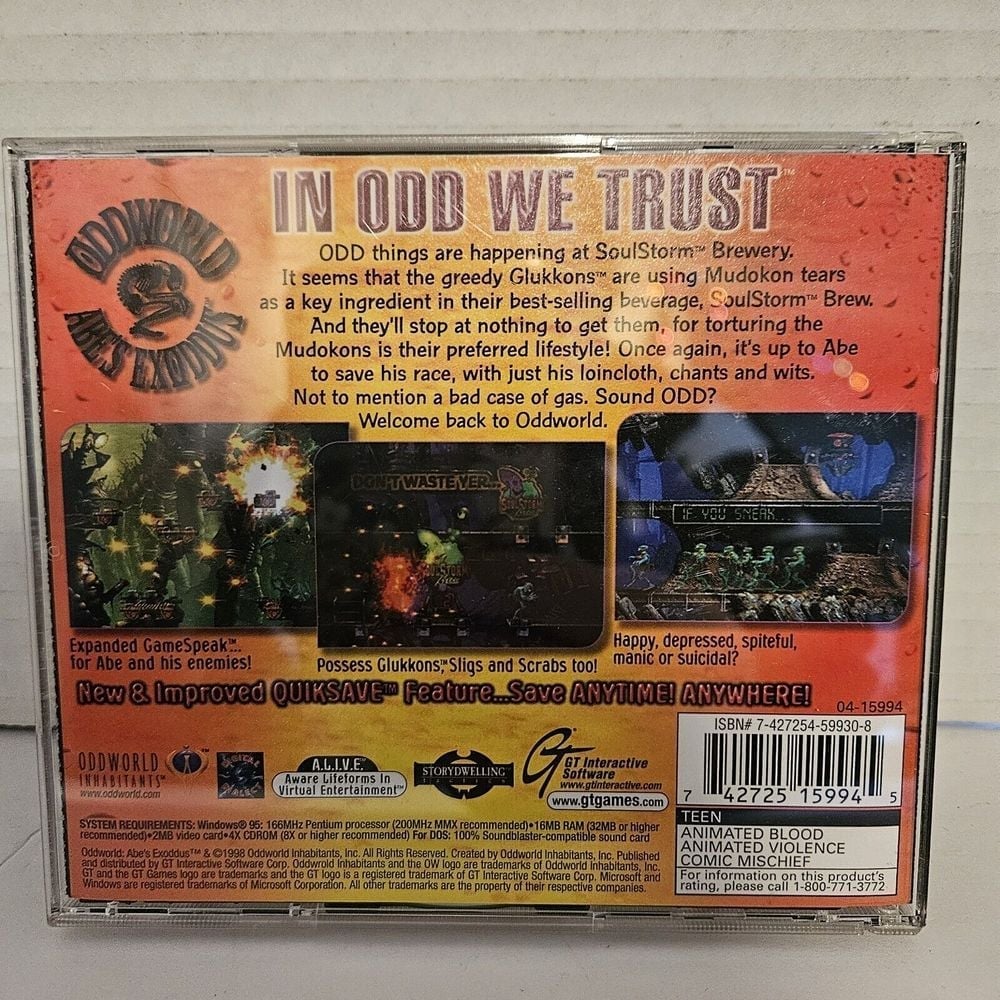 IN ODD WE TRUST™
ODDWORLD
ABE'S EXODDUS™
ODD things are happening at SoulStorm™ Brewery.
It seems that the greedy Glukkons™ are using Mudokon tears
as a key ingredient in their best-selling beverage, SoulStorm™ Brew.
And they'll stop at nothing to get them, for torturing the
Mudokons is their preferred lifestyle! Once again, it's up to Abe
to save his race, with just his loincloth, chants and wits.
Not to mention a bad case of gas. Sound ODD?
Welcome back to Oddworld.
DON'T WASTE YER...
IF YOU SNEAK...
Expanded GameSpeak™...
for Abe and his enemies!
Possess Glukkons,™ Sligs and Scrabs too!
Happy, depressed, spiteful,
manic or suicidal?
New & Improved QUIKSAVE™ Feature...Save ANYTIME! ANYWHERE!
04-15994
ISBN# 7-427254-59930-8
7 42725 15994 5
ODDWORLD
INHABITANTS™
www.oddworld.com
A.L.I.V.E.
Aware Lifeforms In
Virtual Entertainment™
STORYDWELLING
GT
GT Interactive
Software
www.gtinteractive.com
www.gtgames.com
TEEN
ANIMATED BLOOD
ANIMATED VIOLENCE
COMIC MISCHIEF
For information on this product's
rating, please call 1-800-771-3772
SYSTEM REQUIREMENTS: Windows® 95: 166MHz Pentium processor (200MHz MMX recommended)•16MB RAM (32MB or higher
recommended)•2MB video card•4X CDROM (8X or higher recommended) For DOS: 100% Soundblaster-compatible sound card
Oddworld: Abe's Exoddus™ & ©1998 Oddworld Inhabitants, Inc. All Rights Reserved. Created by Oddworld Inhabitants, Inc. Published
and distributed by GT Interactive Software Corp. Oddwroid Inhabitants and the OW logo are trademarks of Oddworld Inhabitants, Inc.
GT and the GT Games logo are trademarks and the GT logo is a registered trademark of GT Interactive Software Corp. Microsoft and
Windows are registered trademarks of Microsoft Corporation. All other trademarks are the property of their respective companies.